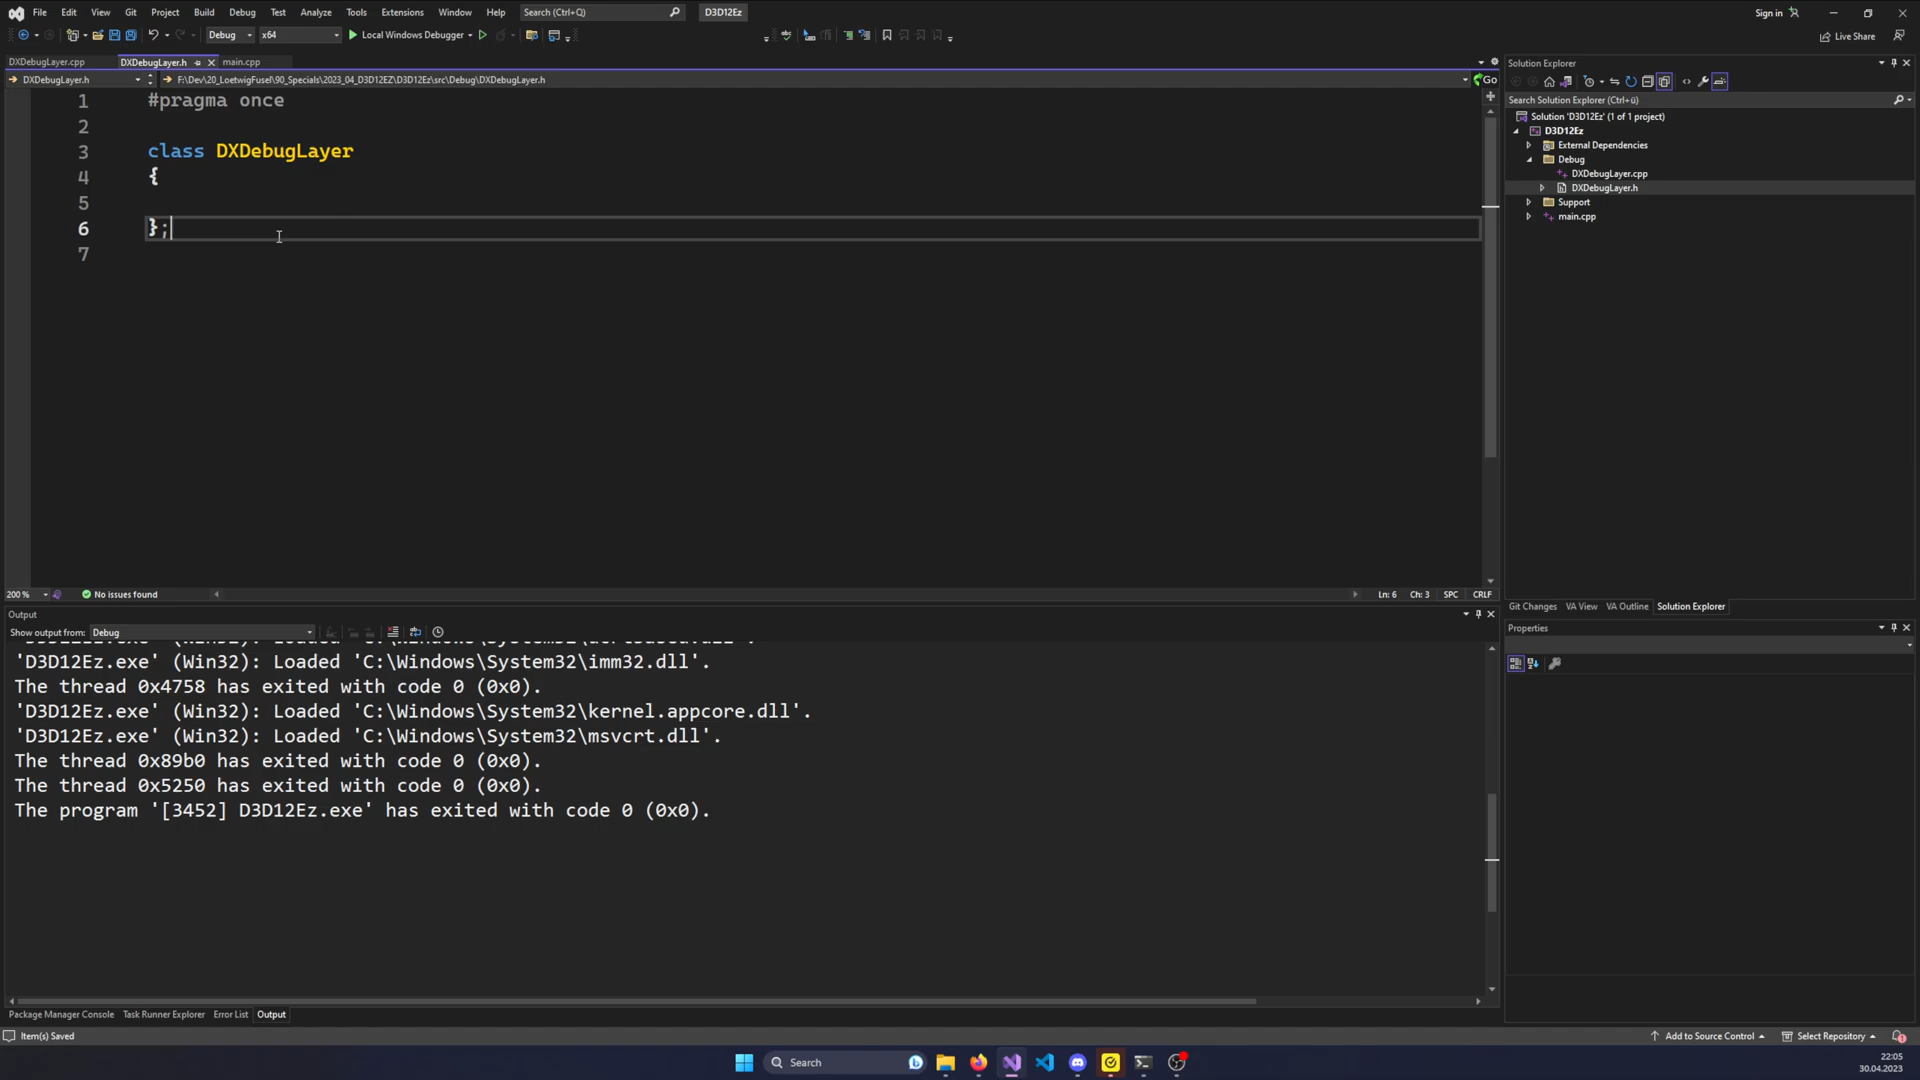 File Edit View Git Project Build Debug Test Analyze Tools Extensions Window Help Search (Ctrl+Q) D3D12Ez Sign in
Debug x64 Local Windows Debugger Live Share
DXDebugLayer.cpp DXDebugLayer.h main.cpp
DXDebugLayer.h F:\Dev\20_LoetwigFusel\90_Specials\2023_04_D3D12EZ\D3D12Ez\src\Debug\DXDebugLayer.h Go
1 #pragma once
2
3 class DXDebugLayer
4 {
5
6 };
7
200 % No issues found Ln: 6 Ch: 3 SPC CRLF
Output
Show output from: Debug
'D3D12Ez.exe' (Win32): Loaded 'C:\Windows\System32\imm32.dll'.
The thread 0x4758 has exited with code 0 (0x0).
'D3D12Ez.exe' (Win32): Loaded 'C:\Windows\System32\kernel.appcore.dll'.
'D3D12Ez.exe' (Win32): Loaded 'C:\Windows\System32\msvcrt.dll'.
The thread 0x89b0 has exited with code 0 (0x0).
The thread 0x5250 has exited with code 0 (0x0).
The program '[3452] D3D12Ez.exe' has exited with code 0 (0x0).
Package Manager Console Task Runner Explorer Error List Output
Solution Explorer
Search Solution Explorer (Ctrl+ü)
Solution 'D3D12Ez' (1 of 1 project)
D3D12Ez
External Dependencies
Debug
DXDebugLayer.cpp
DXDebugLayer.h
Support
main.cpp
Git Changes VA View VA Outline Solution Explorer
Properties
Item(s) Saved Add to Source Control Select Repository
Search
22:05
30.04.2023